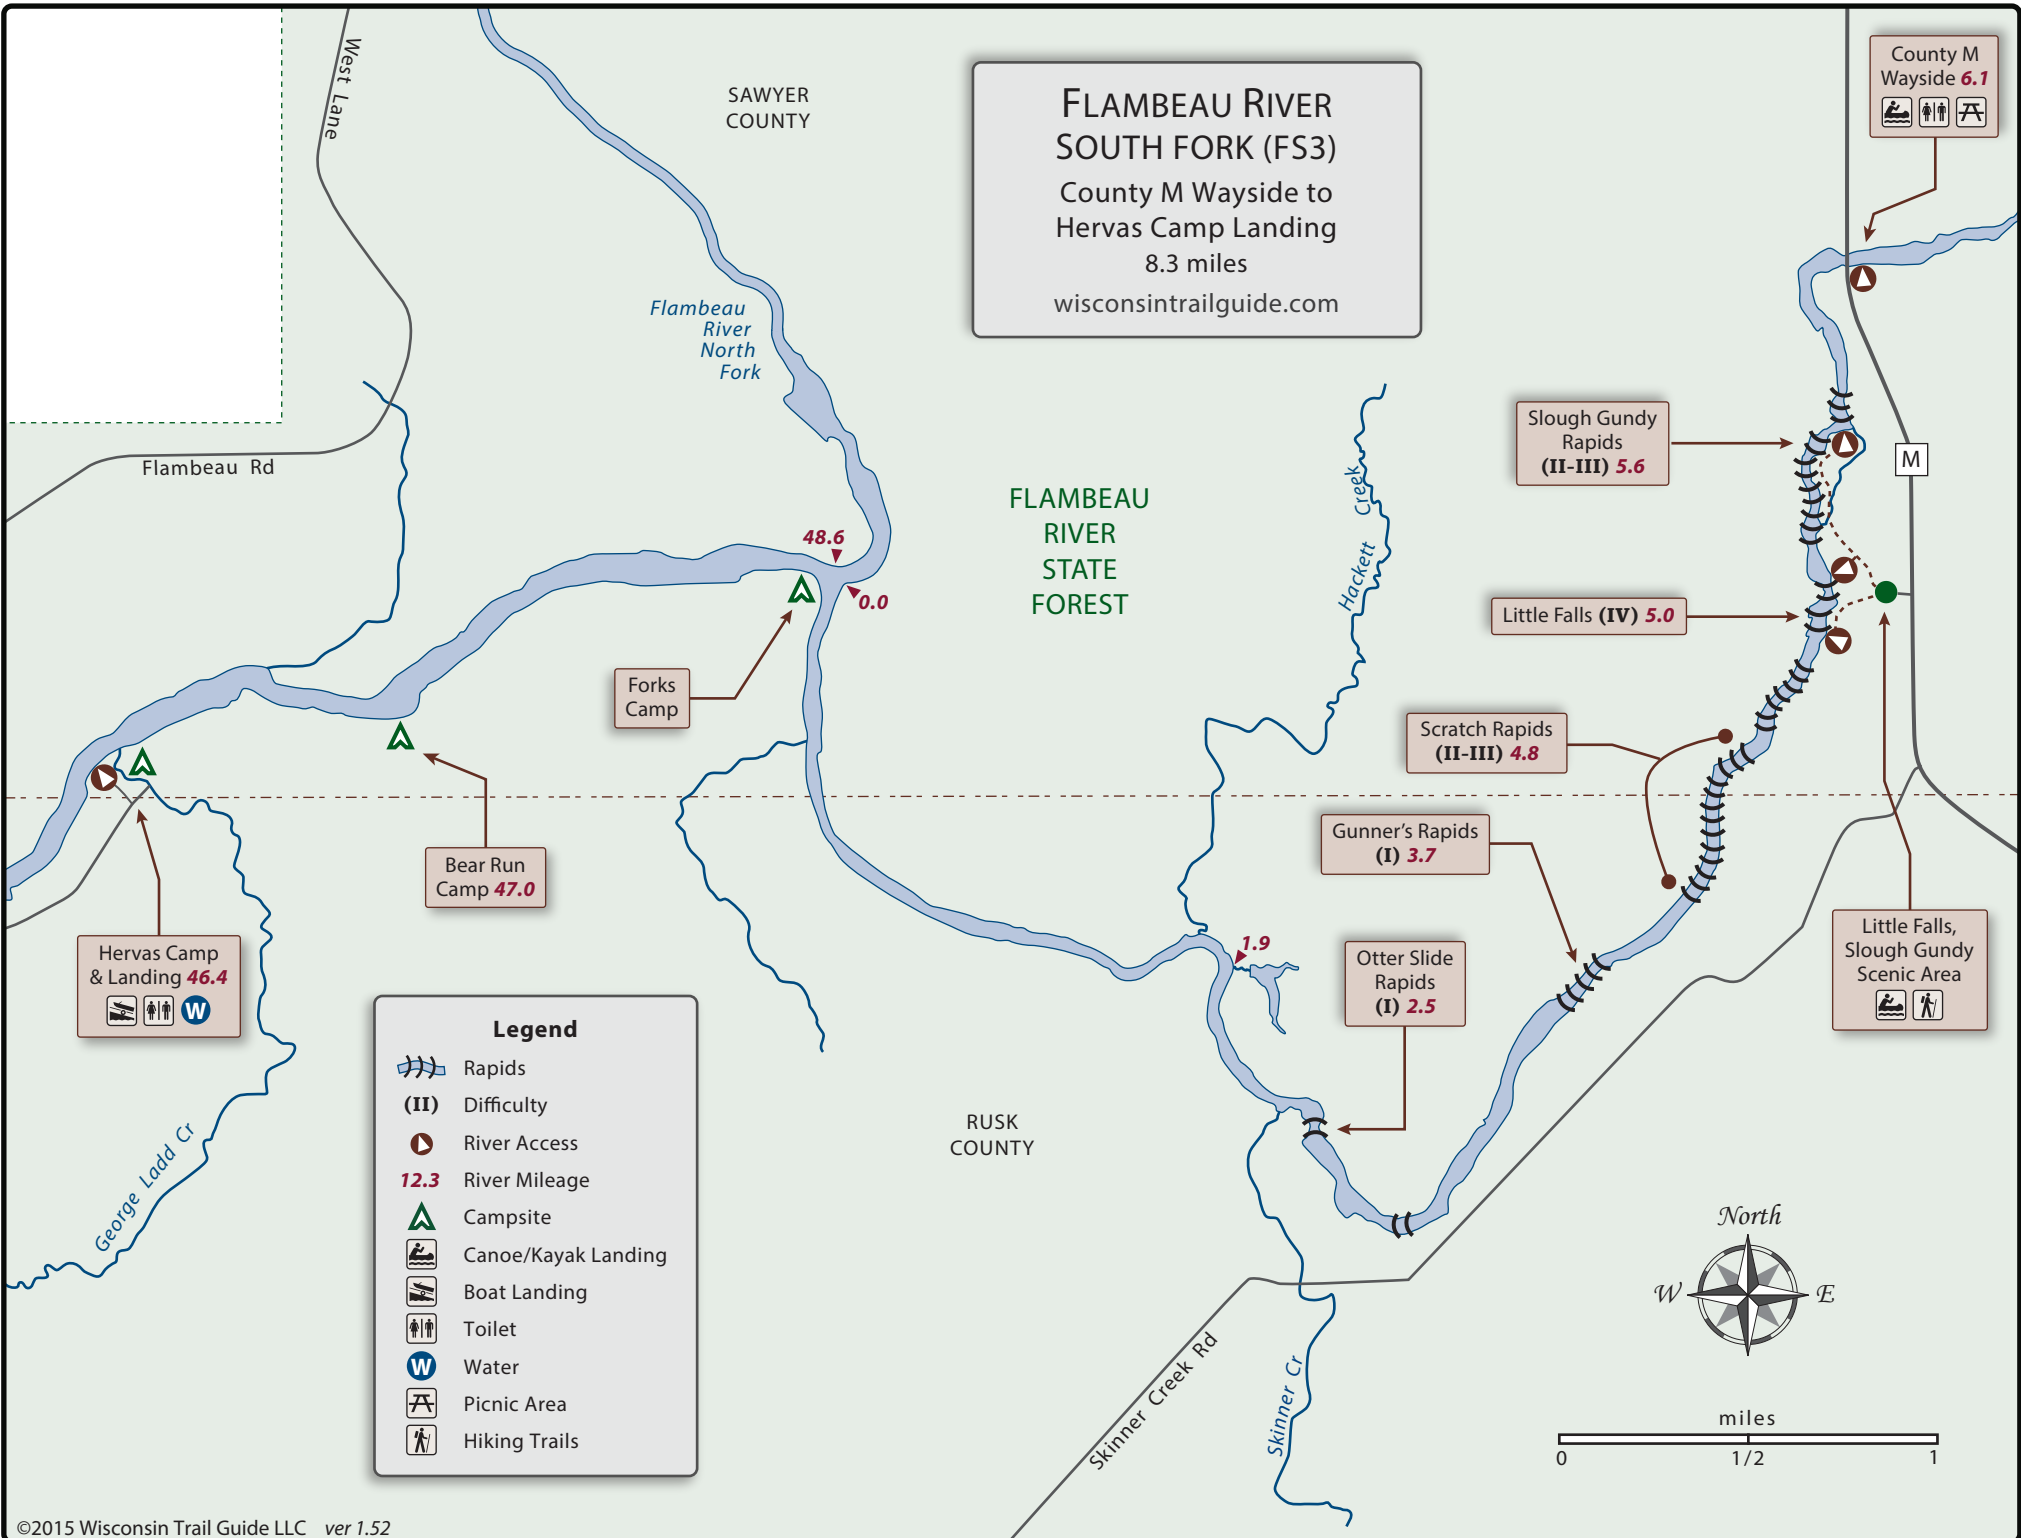 West Lane
SAWYER
COUNTY
FLAMBEAU RIVER
SOUTH FORK (FS3)
County M Wayside to
Hervas Camp Landing
8.3 miles
wisconsintrailguide.com
County M
Wayside 6.1
Flambeau
River
North
Fork
Flambeau Rd
Slough Gundy
Rapids
(II-III) 5.6
M
Hackett Creek
FLAMBEAU
RIVER
STATE
FOREST
48.6
0.0
Little Falls (IV) 5.0
Forks
Camp
Scratch Rapids
(II-III) 4.8
Gunner's Rapids
(I) 3.7
Bear Run
Camp 47.0
Hervas Camp
& Landing 46.4
W
1.9
Otter Slide
Rapids
(I) 2.5
Little Falls,
Slough Gundy
Scenic Area
Legend
Rapids
(II) Difficulty
River Access
12.3 River Mileage
Campsite
Canoe/Kayak Landing
Boat Landing
Toilet
W Water
Picnic Area
Hiking Trails
George Ladd Cr
RUSK
COUNTY
Skinner Creek Rd
Skinner Cr
North
W E
miles
0 1/2 1
©2015 Wisconsin Trail Guide LLC ver 1.52